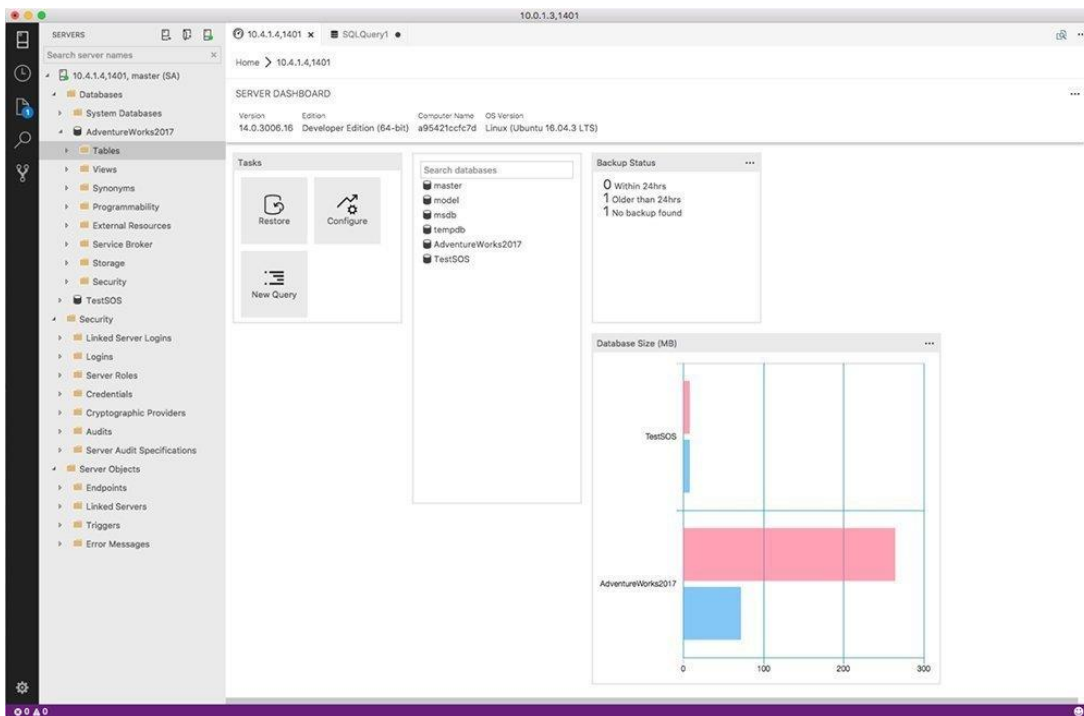 10.0.1.3,1401
SERVERS
Search server names
10.4.1.4,1401, master (SA)
Databases
System Databases
AdventureWorks2017
Tables
Views
Synonyms
Programmability
External Resources
Service Broker
Storage
Security
TestSOS
Security
Linked Server Logins
Logins
Server Roles
Credentials
Cryptographic Providers
Audits
Server Audit Specifications
Server Objects
Endpoints
Linked Servers
Triggers
Error Messages
1
10.4.1.4,1401
SQLQuery1
Home > 10.4.1.4,1401
SERVER DASHBOARD
Version Edition Computer Name OS Version
14.0.3006.16 Developer Edition (64-bit) a95421ccfc7d Linux (Ubuntu 16.04.3 LTS)
Tasks
Restore
Configure
New Query
Search databases
master
model
msdb
tempdb
AdventureWorks2017
TestSOS
Backup Status
0 Within 24hrs
1 Older than 24hrs
1 No backup found
Database Size (MB)
TestSOS
AdventureWorks2017
0 100 200 300
0 0